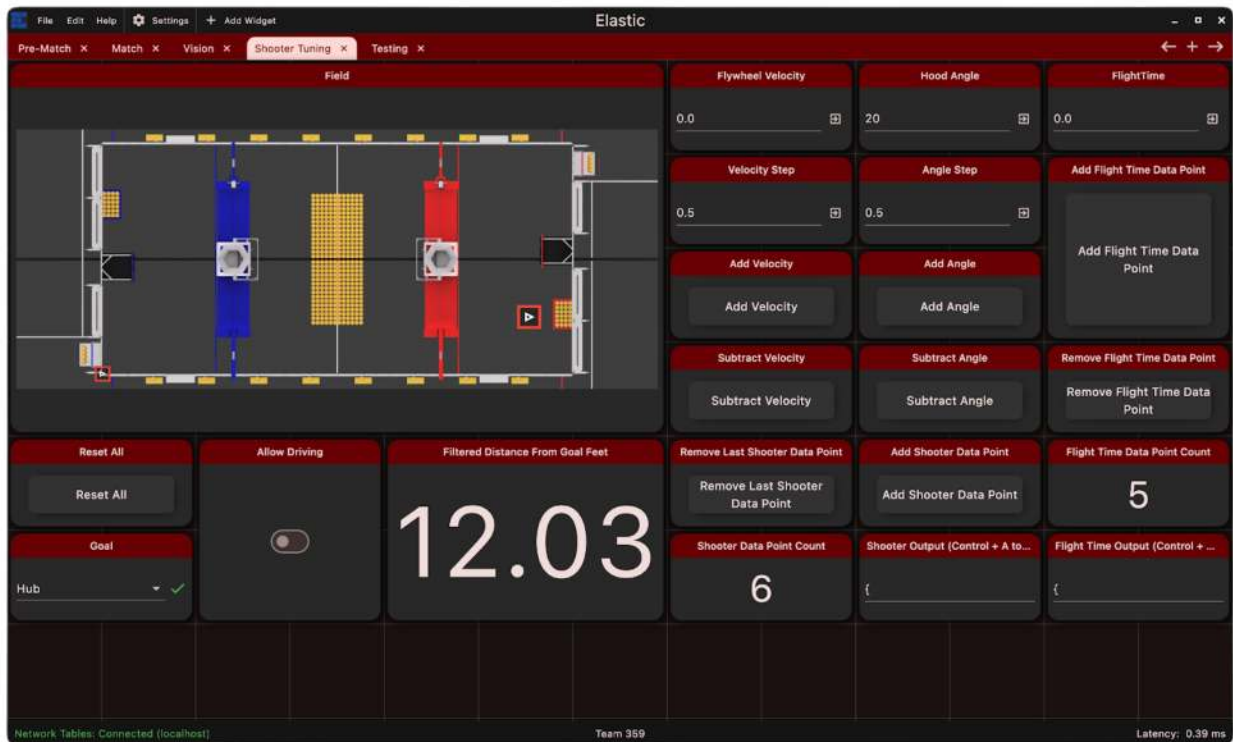 File Edit Help Settings + Add Widget Elastic
Pre-Match × Match × Vision × Shooter Tuning × Testing ×
Field
Flywheel Velocity
Hood Angle
FlightTime
0.0
20
0.0
Velocity Step
Angle Step
Add Flight Time Data Point
0.5
0.5
Add Flight Time Data
Point
Add Velocity
Add Angle
Add Velocity
Add Angle
Subtract Velocity
Subtract Angle
Remove Flight Time Data Point
Subtract Velocity
Subtract Angle
Remove Flight Time Data
Point
Reset All
Allow Driving
Filtered Distance From Goal Feet
Remove Last Shooter Data Point
Add Shooter Data Point
Flight Time Data Point Count
Reset All
12.03
Remove Last Shooter
Data Point
Add Shooter Data Point
5
Goal
Shooter Data Point Count
Shooter Output (Control + A to...
Flight Time Output (Control + ...
Hub
6
{
{
Network Tables: Connected (localhost)
Team 359
Latency: 0.39 ms